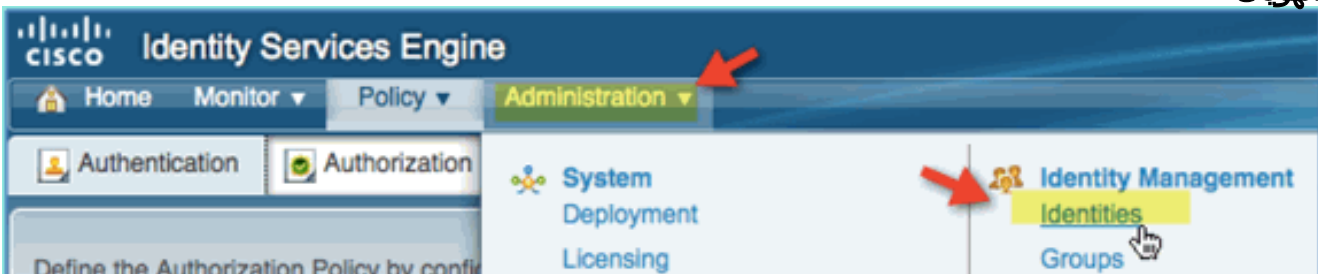 CISCO Identity Services Engine
Home Monitor ▼ Policy ▼ Administration ▼
Authentication Authorization
System
Deployment
Licensing
Identity Management
Identities
Groups
Define the Authorization Policy by